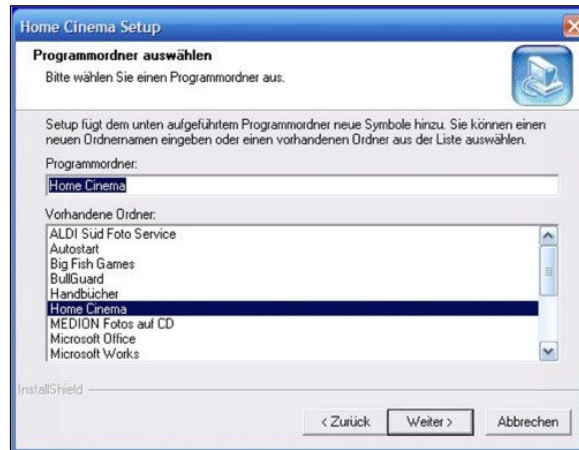 Home Cinema Setup
Programmordner auswählen
Bitte wählen Sie einen Programmordner aus.
Setup fügt dem unten aufgeführtem Programmordner neue Symbole hinzu. Sie können einen
neuen Ordnernamen eingeben oder einen vorhandenen Ordner aus der Liste auswählen.
Programmordner:
Home Cinema
Vorhandene Ordner:
ALDI Süd Foto Service
Autostart
Big Fish Games
BullGuard
Handbücher
Home Cinema
MEDION Fotos auf CD
Microsoft Office
Microsoft Works
InstallShield
< Zurück
Weiter >
Abbrechen